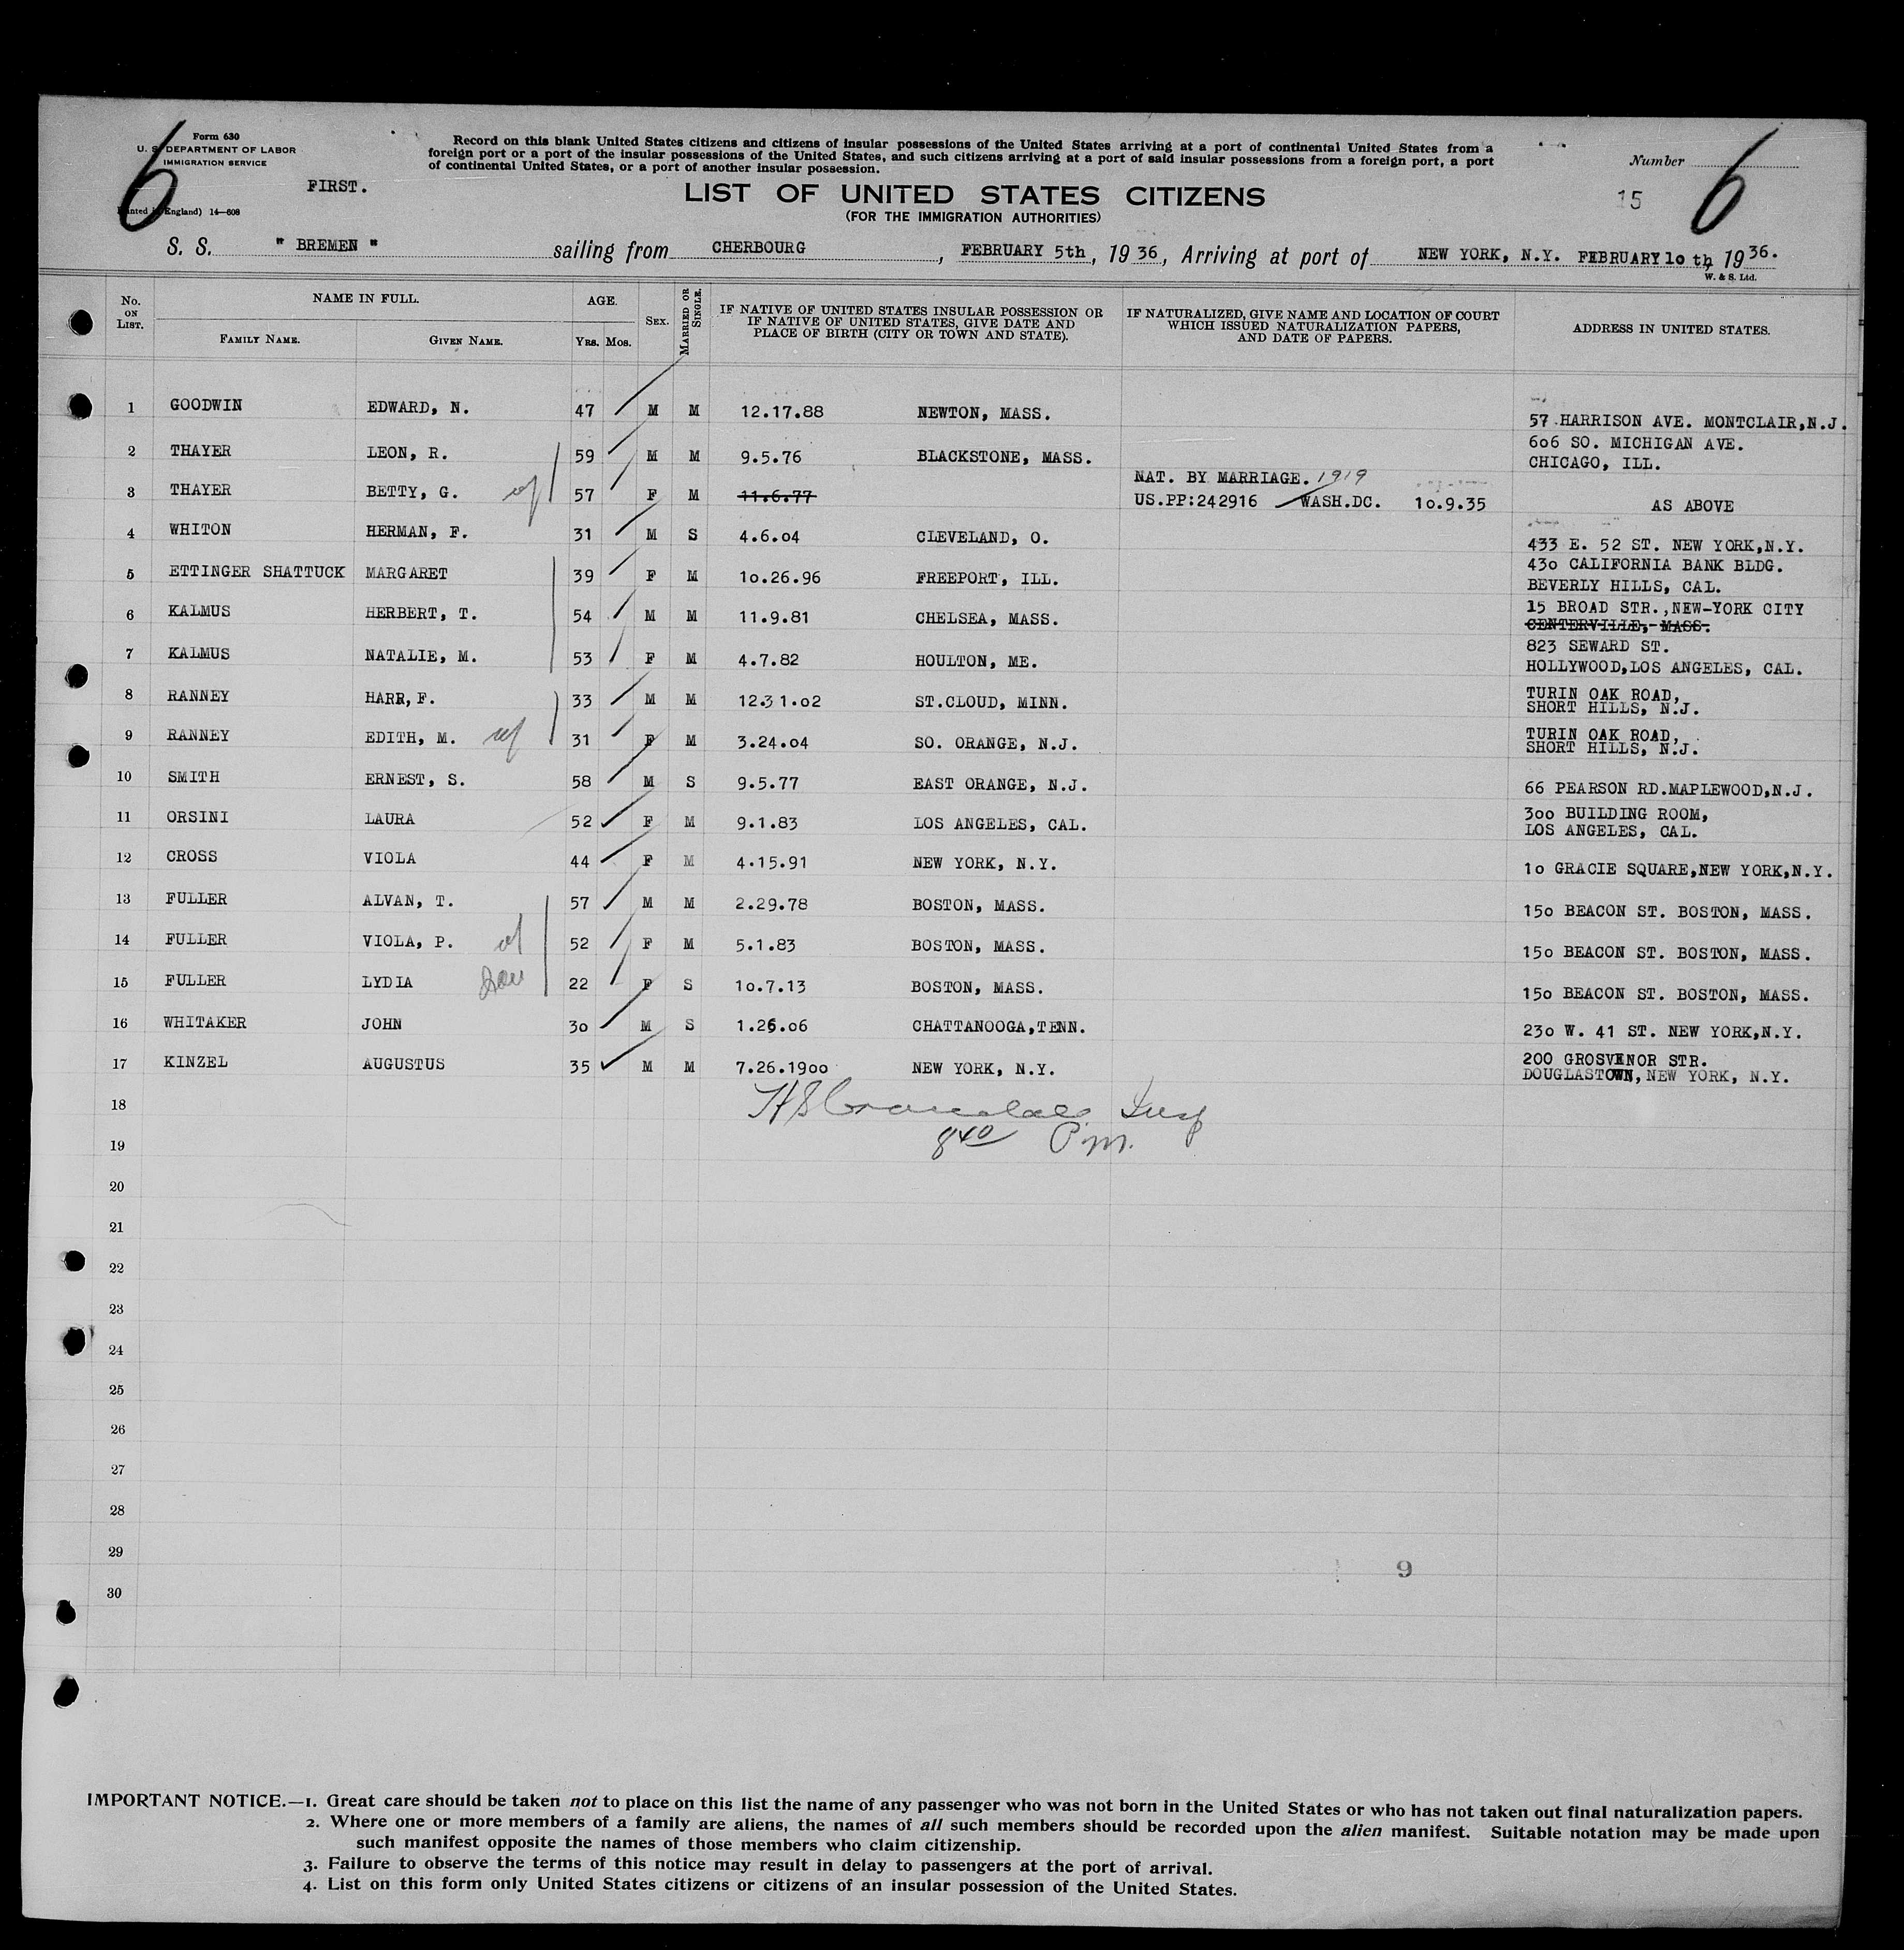 Form 630
U. S. DEPARTMENT OF LABOR
IMMIGRATION SERVICE
FIRST.
(Printed in England) 14—608
6
Record on this blank United States citizens and citizens of insular possessions of the United States arriving at a port of continental United States from a
foreign port or a port of the insular possessions of the United States, and such citizens arriving at a port of said insular possessions from a foreign port, a port
of continental United States, or a port of another insular possession.
Number
15
6
LIST OF UNITED STATES CITIZENS
(FOR THE IMMIGRATION AUTHORITIES)
S. S. " BREMEN " sailing from CHERBOURG, FEBRUARY 5th, 1936, Arriving at port of NEW YORK, N.Y. FEBRUARY 10 th, 1936.
W. & S. Ltd.
No. ON LIST. NAME IN FULL. FAMILY NAME. GIVEN NAME. AGE. YRS. MOS. SEX. MARRIED OR SINGLE. IF NATIVE OF UNITED STATES INSULAR POSSESSION OR IF NATIVE OF UNITED STATES, GIVE DATE AND PLACE OF BIRTH (CITY OR TOWN AND STATE). IF NATURALIZED, GIVE NAME AND LOCATION OF COURT WHICH ISSUED NATURALIZATION PAPERS, AND DATE OF PAPERS. ADDRESS IN UNITED STATES.
1 GOODWIN EDWARD, N. 47 M M 12.17.88 NEWTON, MASS. 57 HARRISON AVE. MONTCLAIR,N.J.
2 THAYER LEON, R. 59 M M 9.5.76 BLACKSTONE, MASS. 606 SO. MICHIGAN AVE.
CHICAGO, ILL.
NAT. BY MARRIAGE. 1919
3 THAYER BETTY, G. wf 57 F M 11.6.77 US.PP:242916 WASH.DC. 10.9.35 AS ABOVE
4 WHITON HERMAN, F. 31 M S 4.6.04 CLEVELAND, O. 433 E. 52 ST. NEW YORK,N.Y.
5 ETTINGER SHATTUCK MARGARET 39 F M 10.26.96 FREEPORT, ILL. 430 CALIFORNIA BANK BLDG.
BEVERLY HILLS, CAL.
6 KALMUS HERBERT, T. 54 M M 11.9.81 CHELSEA, MASS. 15 BROAD STR.,NEW-YORK CITY
CENTERVILLE, MASS.
7 KALMUS NATALIE, M. 53 F M 4.7.82 HOULTON, ME. 823 SEWARD ST.
HOLLYWOOD,LOS ANGELES, CAL.
8 RANNEY HARR, F. 33 M M 12.31.02 ST.CLOUD, MINN. TURIN OAK ROAD,
SHORT HILLS, N.J.
9 RANNEY EDITH, M. wf 31 F M 3.24.04 SO. ORANGE, N.J. TURIN OAK ROAD,
SHORT HILLS, N.J.
10 SMITH ERNEST, S. 58 M S 9.5.77 EAST ORANGE, N.J. 66 PEARSON RD.MAPLEWOOD,N.J.
11 ORSINI LAURA 52 F M 9.1.83 LOS ANGELES, CAL. 300 BUILDING ROOM,
LOS ANGELES, CAL.
12 CROSS VIOLA 44 F M 4.15.91 NEW YORK, N.Y. 10 GRACIE SQUARE,NEW YORK,N.Y.
13 FULLER ALVAN, T. 57 M M 2.29.78 BOSTON, MASS. 150 BEACON ST. BOSTON, MASS.
14 FULLER VIOLA, P. wf 52 F M 5.1.83 BOSTON, MASS. 150 BEACON ST. BOSTON, MASS.
15 FULLER LYDIA 22 F S 10.7.13 BOSTON, MASS. 150 BEACON ST. BOSTON, MASS.
16 WHITAKER JOHN 30 M S 1.26.06 CHATTANOOGA,TENN. 230 W. 41 ST. NEW YORK,N.Y.
17 KINZEL AUGUSTUS 35 M M 7.26.1900 NEW YORK, N.Y. 200 GROSVENOR STR.
DOUGLASTOWN, NEW YORK, N.Y.
18 Insp
19 840 P.m.
20
21
22
23
24
25
26
27
28
29
9
30
IMPORTANT NOTICE.—1. Great care should be taken not to place on this list the name of any passenger who was not born in the United States or who has not taken out final naturalization papers.
2. Where one or more members of a family are aliens, the names of all such members should be recorded upon the alien manifest. Suitable notation may be made upon
such manifest opposite the names of those members who claim citizenship.
3. Failure to observe the terms of this notice may result in delay to passengers at the port of arrival.
4. List on this form only United States citizens or citizens of an insular possession of the United States.